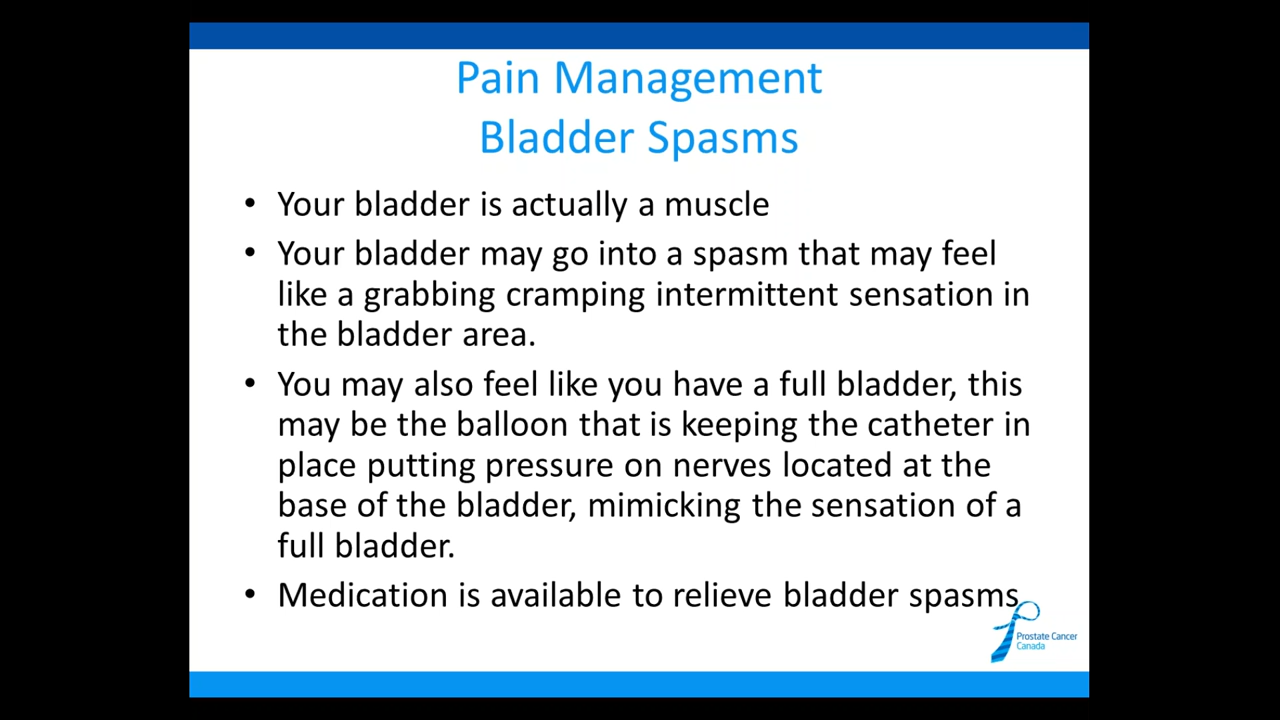 Pain Management
Bladder Spasms
• Your bladder is actually a muscle
• Your bladder may go into a spasm that may feel
like a grabbing cramping intermittent sensation in
the bladder area.
• You may also feel like you have a full bladder, this
may be the balloon that is keeping the catheter in
place putting pressure on nerves located at the
base of the bladder, mimicking the sensation of a
full bladder.
• Medication is available to relieve bladder spasms
Prostate Cancer
Canada